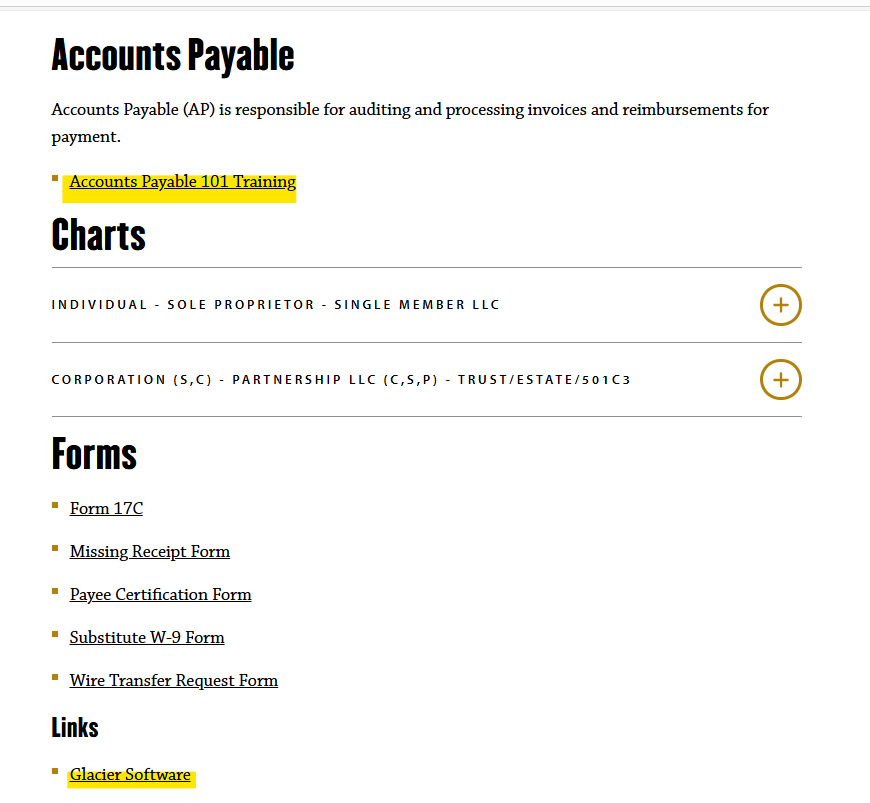 Accounts Payable
Accounts Payable (AP) is responsible for auditing and processing invoices and reimbursements for
payment.
Accounts Payable 101 Training
Charts
INDIVIDUAL - SOLE PROPRIETOR - SINGLE MEMBER LLC
CORPORATION (S,C) - PARTNERSHIP LLC (C,S,P) - TRUST/ESTATE/501C3
Forms
Form 17C
Missing Receipt Form
Payee Certification Form
Substitute W-9 Form
Wire Transfer Request Form
Links
Glacier Software